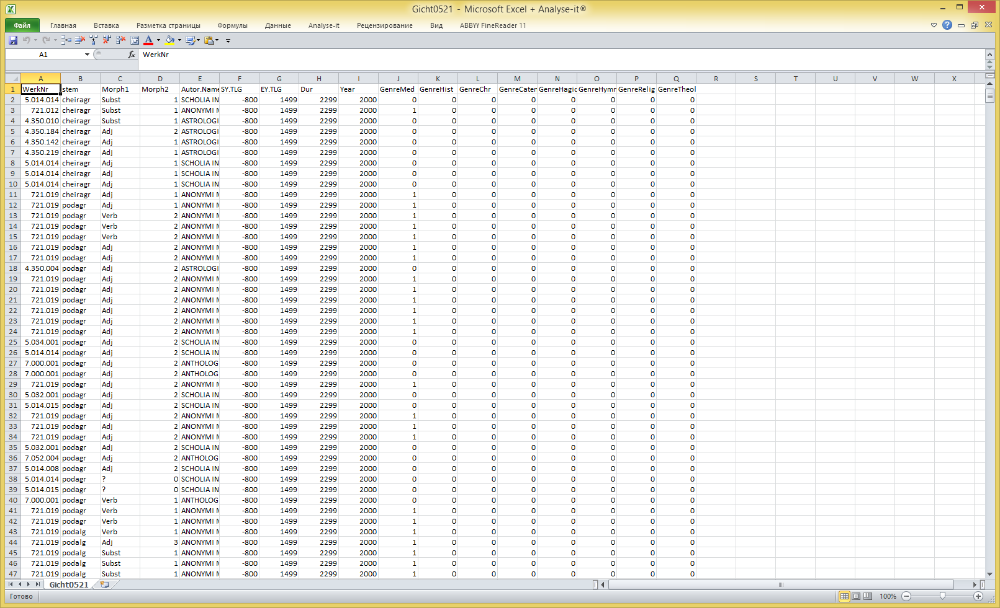 Gicht0521 - Microsoft Excel + Analyse-it®
Файл Главная Вставка Разметка страницы Формулы Данные Analyse-it Рецензирование Вид ABBYY FineReader 11
A1 fx WerkNr
A B C D E F G H I J K L M N O P Q R S T U V W X
1 WerkNr stem Morph1 Morph2 Autor.Name SY.TLG EY.TLG Dur Year GenreMed GenreHist GenreChr GenreCaten GenreHagio GenreHymn GenreRelig GenreTheol
2 5.014.014 cheiragr Subst 1 SCHOLIA IN -800 1499 2299 2000 0 0 0 0 0 0 0 0
3 721.012 cheiragr Subst 1 ANONYMI M -800 1499 2299 2000 1 0 0 0 0 0 0 0
4 4.350.010 cheiragr Subst 1 ASTROLOGI -800 1499 2299 2000 0 0 0 0 0 0 0 0
5 4.350.184 cheiragr Adj 2 ASTROLOGI -800 1499 2299 2000 0 0 0 0 0 0 0 0
6 4.350.142 cheiragr Adj 1 ASTROLOGI -800 1499 2299 2000 0 0 0 0 0 0 0 0
7 4.350.219 cheiragr Adj 1 ASTROLOGI -800 1499 2299 2000 0 0 0 0 0 0 0 0
8 5.014.014 cheiragr Adj 1 SCHOLIA IN -800 1499 2299 2000 0 0 0 0 0 0 0 0
9 5.014.014 cheiragr Adj 1 SCHOLIA IN -800 1499 2299 2000 0 0 0 0 0 0 0 0
10 5.014.014 cheiragr Adj 1 SCHOLIA IN -800 1499 2299 2000 0 0 0 0 0 0 0 0
11 721.019 cheiragr Adj 1 ANONYMI M -800 1499 2299 2000 1 0 0 0 0 0 0 0
12 721.019 podagr Adj 1 ANONYMI M -800 1499 2299 2000 1 0 0 0 0 0 0 0
13 721.019 podagr Verb 2 ANONYMI M -800 1499 2299 2000 1 0 0 0 0 0 0 0
14 721.019 podagr Verb 2 ANONYMI M -800 1499 2299 2000 1 0 0 0 0 0 0 0
15 721.019 podagr Verb 2 ANONYMI M -800 1499 2299 2000 1 0 0 0 0 0 0 0
16 721.019 podagr Adj 2 ANONYMI M -800 1499 2299 2000 1 0 0 0 0 0 0 0
17 721.019 podagr Adj 2 ANONYMI M -800 1499 2299 2000 1 0 0 0 0 0 0 0
18 4.350.004 podagr Adj 2 ASTROLOGI -800 1499 2299 2000 0 0 0 0 0 0 0 0
19 721.019 podagr Adj 2 ANONYMI M -800 1499 2299 2000 1 0 0 0 0 0 0 0
20 721.019 podagr Adj 2 ANONYMI M -800 1499 2299 2000 1 0 0 0 0 0 0 0
21 721.019 podagr Adj 2 ANONYMI M -800 1499 2299 2000 1 0 0 0 0 0 0 0
22 721.019 podagr Adj 2 ANONYMI M -800 1499 2299 2000 1 0 0 0 0 0 0 0
23 721.019 podagr Adj 2 ANONYMI M -800 1499 2299 2000 1 0 0 0 0 0 0 0
24 721.019 podagr Adj 2 ANONYMI M -800 1499 2299 2000 1 0 0 0 0 0 0 0
25 5.034.001 podagr Adj 2 SCHOLIA IN -800 1499 2299 2000 0 0 0 0 0 0 0 0
26 5.014.014 podagr Adj 2 SCHOLIA IN -800 1499 2299 2000 0 0 0 0 0 0 0 0
27 7.000.001 podagr Adj 2 ANTHOLOG -800 1499 2299 2000 0 0 0 0 0 0 0 0
28 7.000.001 podagr Adj 2 ANTHOLOG -800 1499 2299 2000 0 0 0 0 0 0 0 0
29 721.019 podagr Adj 2 ANONYMI M -800 1499 2299 2000 1 0 0 0 0 0 0 0
30 5.032.001 podagr Adj 2 SCHOLIA IN -800 1499 2299 2000 0 0 0 0 0 0 0 0
31 5.014.015 podagr Adj 2 SCHOLIA IN -800 1499 2299 2000 0 0 0 0 0 0 0 0
32 721.019 podagr Adj 2 ANONYMI M -800 1499 2299 2000 1 0 0 0 0 0 0 0
33 721.019 podagr Adj 2 ANONYMI M -800 1499 2299 2000 1 0 0 0 0 0 0 0
34 721.019 podagr Adj 2 ANONYMI M -800 1499 2299 2000 1 0 0 0 0 0 0 0
35 5.032.001 podagr Adj 2 SCHOLIA IN -800 1499 2299 2000 0 0 0 0 0 0 0 0
36 7.052.004 podagr Adj 2 ANTHOLOG -800 1499 2299 2000 0 0 0 0 0 0 0 0
37 5.014.008 podagr Adj 2 SCHOLIA IN -800 1499 2299 2000 0 0 0 0 0 0 0 0
38 5.014.014 podagr ? 0 SCHOLIA IN -800 1499 2299 2000 0 0 0 0 0 0 0 0
39 5.014.015 podagr ? 0 SCHOLIA IN -800 1499 2299 2000 0 0 0 0 0 0 0 0
40 7.000.001 podagr Verb 1 ANTHOLOG -800 1499 2299 2000 0 0 0 0 0 0 0 0
41 721.019 podagr Verb 1 ANONYMI M -800 1499 2299 2000 1 0 0 0 0 0 0 0
42 721.019 podagr Verb 1 ANONYMI M -800 1499 2299 2000 1 0 0 0 0 0 0 0
43 721.019 podalg Verb 1 ANONYMI M -800 1499 2299 2000 1 0 0 0 0 0 0 0
44 721.019 podalg Adj 3 ANONYMI M -800 1499 2299 2000 1 0 0 0 0 0 0 0
45 721.019 podalg Subst 1 ANONYMI M -800 1499 2299 2000 1 0 0 0 0 0 0 0
46 721.019 podalg Subst 1 ANONYMI M -800 1499 2299 2000 1 0 0 0 0 0 0 0
47 721.019 podalg Subst 1 ANONYMI M -800 1499 2299 2000 1 0 0 0 0 0 0 0
Gicht0521
Готово 100%